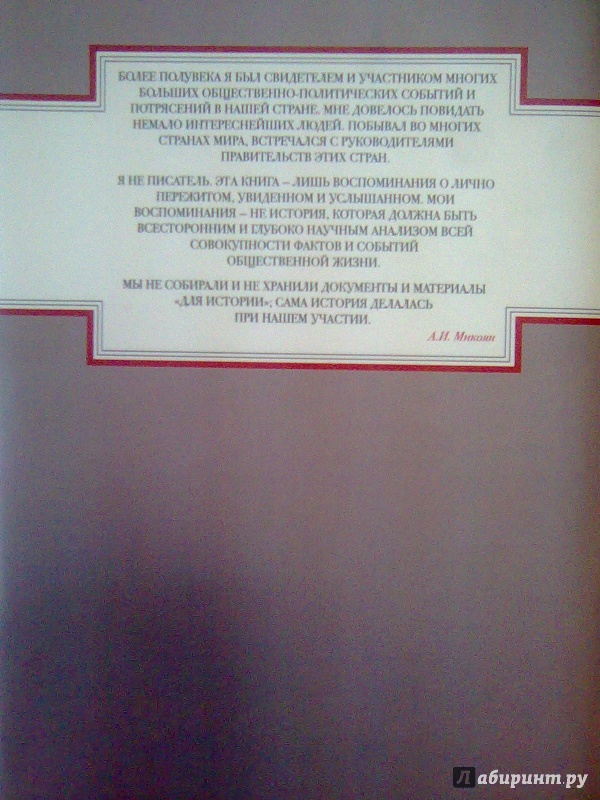 БОЛЕЕ ПОЛУВЕКА Я БЫЛ СВИДЕТЕЛЕМ И УЧАСТНИКОМ МНОГИХ
БОЛЬШИХ ОБЩЕСТВЕННО-ПОЛИТИЧЕСКИХ СОБЫТИЙ И
ПОТРЯСЕНИЙ В НАШЕЙ СТРАНЕ. МНЕ ДОВЕЛОСЬ ПОВИДАТЬ
НЕМАЛО ИНТЕРЕСНЕЙШИХ ЛЮДЕЙ. ПОБЫВАЛ ВО МНОГИХ
СТРАНАХ МИРА, ВСТРЕЧАЛСЯ С РУКОВОДИТЕЛЯМИ
ПРАВИТЕЛЬСТВ ЭТИХ СТРАН.
Я НЕ ПИСАТЕЛЬ. ЭТА КНИГА – ЛИШЬ ВОСПОМИНАНИЯ О ЛИЧНО
ПЕРЕЖИТОМ, УВИДЕННОМ И УСЛЫШАННОМ. МОИ
ВОСПОМИНАНИЯ – НЕ ИСТОРИЯ, КОТОРАЯ ДОЛЖНА БЫТЬ
ВСЕСТОРОННИМ И ГЛУБОКО НАУЧНЫМ АНАЛИЗОМ ВСЕЙ
СОВОКУПНОСТИ ФАКТОВ И СОБЫТИЙ
ОБЩЕСТВЕННОЙ ЖИЗНИ.
МЫ НЕ СОБИРАЛИ И НЕ ХРАНИЛИ ДОКУМЕНТЫ И МАТЕРИАЛЫ
«ДЛЯ ИСТОРИИ»; САМА ИСТОРИЯ ДЕЛАЛАСЬ
ПРИ НАШЕМ УЧАСТИИ.
А.И. Микоян
Лабиринт.ру